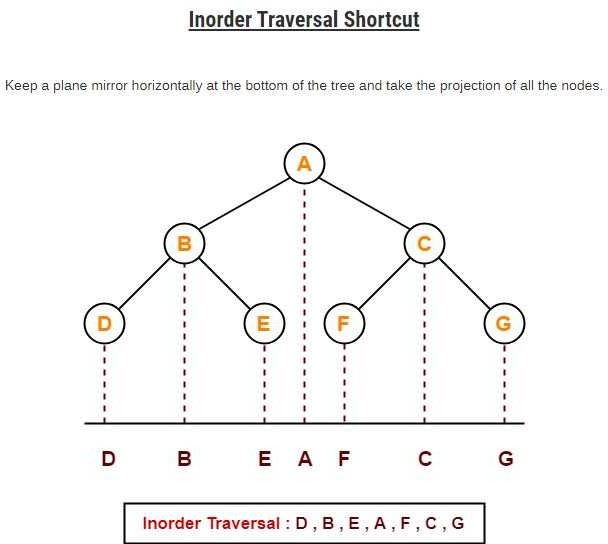 Inorder Traversal Shortcut
Keep a plane mirror horizontally at the bottom of the tree and take the projection of all the nodes.
A
B C
D E F G
D B E A F C G
Inorder Traversal : D , B , E , A , F , C , G